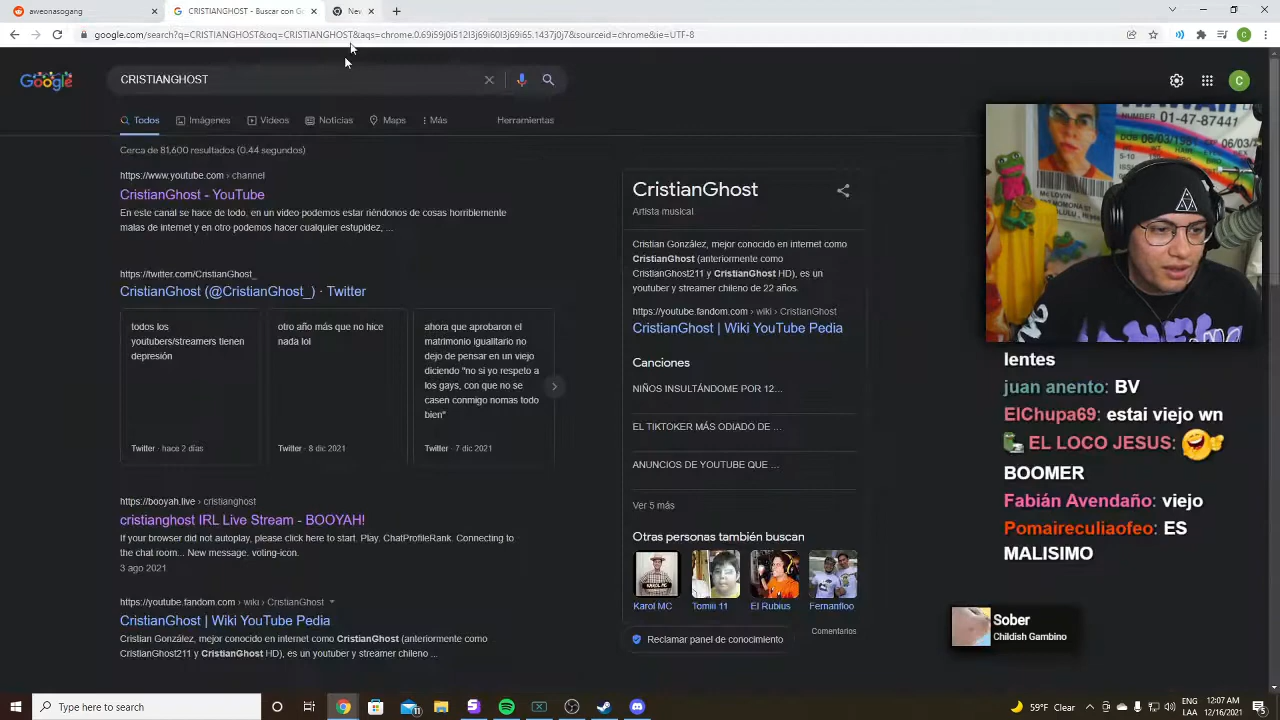 aweonasogang
CRISTIANGHOST - Buscar con Go
New
google.com/search?q=CRISTIANGHOST&oq=CRISTIANGHOST&aqs=chrome.0.69i59j0i512l3j69i60l3j69i65.1437j0j7&sourceid=chrome&ie=UTF-8
Google
CRISTIANGHOST
C
Todos
Imágenes
Videos
Noticias
Maps
Más
Herramientas
Cerca de 81,600 resultados (0.44 segundos)
https://www.youtube.com › channel
CristianGhost - YouTube
En este canal se hace de todo, en un vídeo podemos estar riéndonos de cosas horriblemente
malas de internet y en otro podemos hacer cualquier estupidez, ...
https://twitter.com/CristianGhost_
CristianGhost (@CristianGhost_) · Twitter
todos los
youtubers/streamers tienen
depresión
Twitter · hace 2 días
otro año más que no hice
nada lol
Twitter · 8 dic 2021
ahora que aprobaron el
matrimonio igualitario no
dejo de pensar en un viejo
diciendo "no si yo respeto a
los gays, con que no se
casen conmigo nomas todo
bien"
Twitter · 7 dic 2021
https://booyah.live › cristianghost
cristianghost IRL Live Stream - BOOYAH!
If your browser did not autoplay, please click here to start. Play. ChatProfileRank. Connecting to
the chat room... New message. voting-icon.
3 ago 2021
https://youtube.fandom.com › wiki › CristianGhost
CristianGhost | Wiki YouTube Pedia
Cristian González, mejor conocido en internet como CristianGhost (anteriormente como
CristianGhost211 y CristianGhost HD), es un youtuber y streamer chileno ...
CristianGhost
Artista musical
Cristian González, mejor conocido en internet como
CristianGhost (anteriormente como
CristianGhost211 y CristianGhost HD), es un
youtuber y streamer chileno de 22 años.
https://youtube.fandom.com › wiki › CristianGhost
CristianGhost | Wiki YouTube Pedia
Canciones
NIÑOS INSULTÁNDOME POR 12...
EL TIKTOKER MÁS ODIADO DE ...
ANUNCIOS DE YOUTUBE QUE ...
Ver 5 más
Otras personas también buscan
Karol MC
Tomiii 11
El Rubius
Fernanfloo
Reclamar panel de conocimiento
Comentarios
NUMBER 01-47-87441
06/03/1981
lentes
juan anento: BV
ElChupa69: estai viejo wn
EL LOCO JESUS:
BOOMER
Fabián Avendaño: viejo
Pomaireculiaofeo: ES
MALISIMO
Sober
Childish Gambino
Type here to search
59°F Clear
ENG
LAA
12:07 AM
12/16/2021